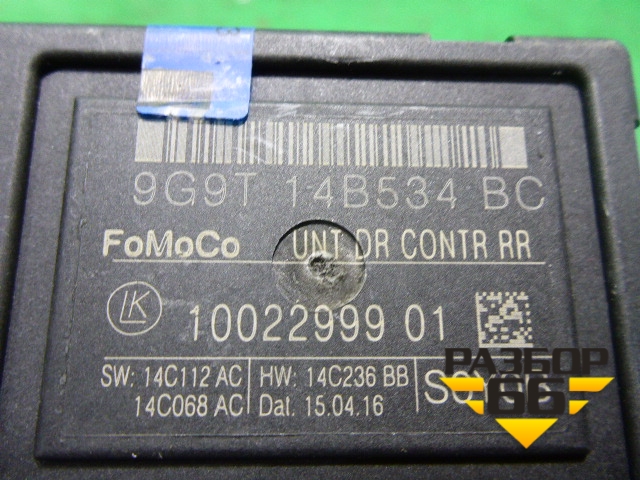 9G9T 14B534 BC
FoMoCo UNT DR CONTR RR
LK
10022999 01
SW: 14C112 AC HW: 14C236 BB
14C068 AC Dat. 15.04.16
РАЗБОР
66